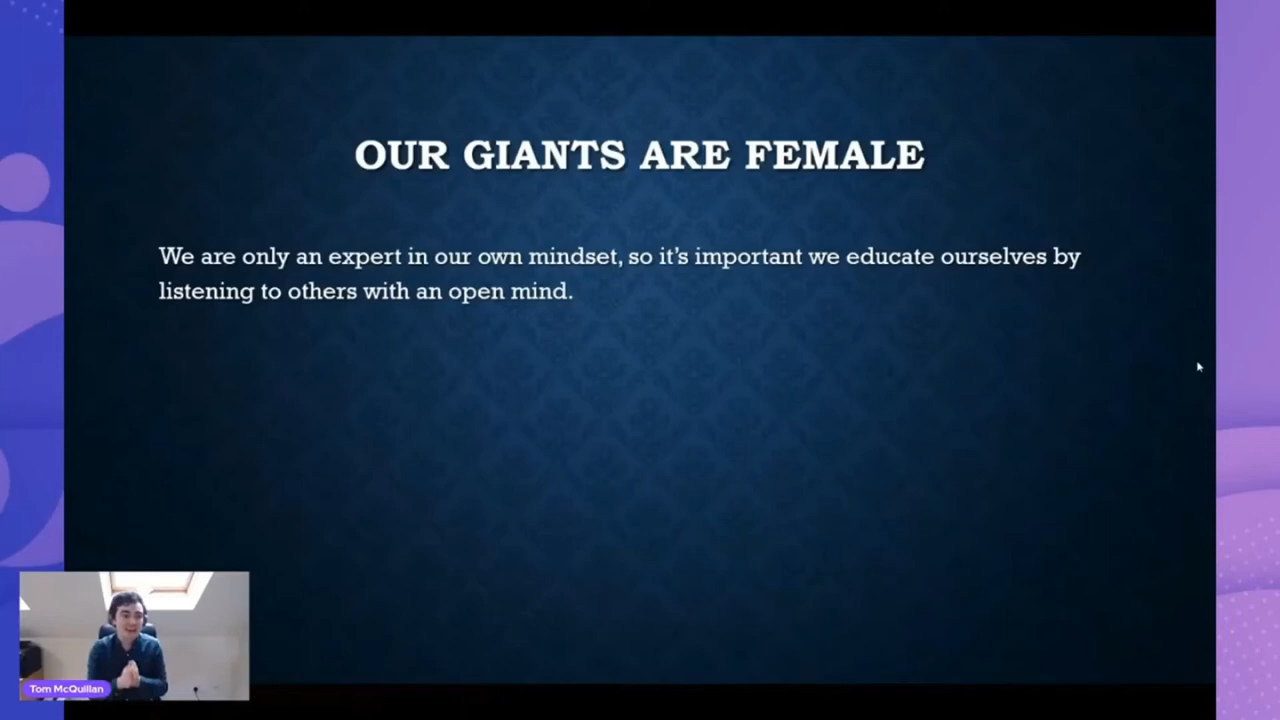 OUR GIANTS ARE FEMALE
We are only an expert in our own mindset, so it's important we educate ourselves by
listening to others with an open mind.
Tom McQuillan